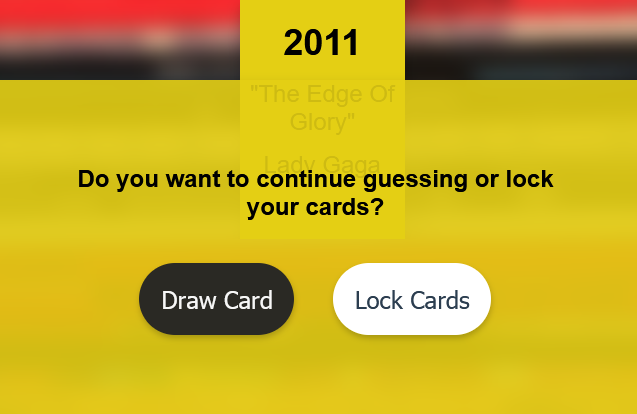 2011
"The Edge Of
Glory"
Lady Gaga
Do you want to continue guessing or lock
your cards?
Draw Card
Lock Cards